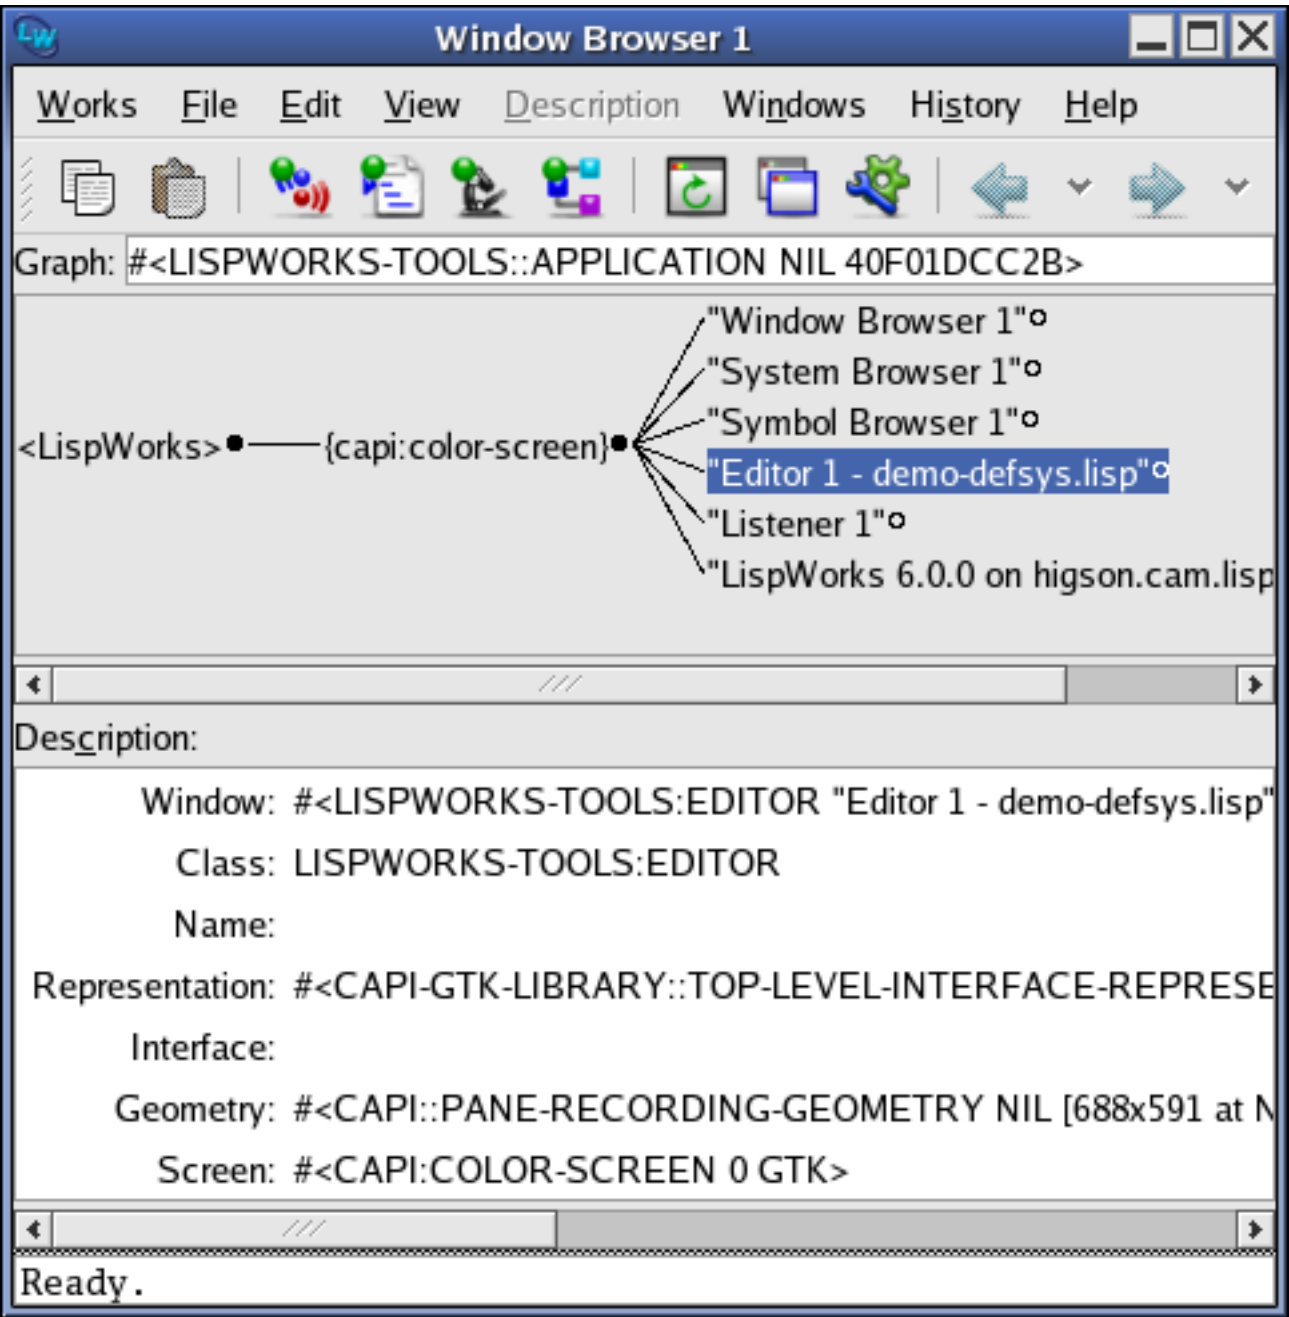 LW
Window Browser 1
Works File Edit View Description Windows History Help
Graph: #<LISPWORKS-TOOLS::APPLICATION NIL 40F01DCC2B>
"Window Browser 1"
"System Browser 1"
"Symbol Browser 1"
<LispWorks> {capi:color-screen}
"Editor 1 - demo-defsys.lisp"
"Listener 1"
"LispWorks 6.0.0 on higson.cam.lisp
Description:
Window: #<LISPWORKS-TOOLS:EDITOR "Editor 1 - demo-defsys.lisp"
Class: LISPWORKS-TOOLS:EDITOR
Name:
Representation: #<CAPI-GTK-LIBRARY::TOP-LEVEL-INTERFACE-REPRESE
Interface:
Geometry: #<CAPI::PANE-RECORDING-GEOMETRY NIL [688x591 at N
Screen: #<CAPI:COLOR-SCREEN 0 GTK>
Ready.